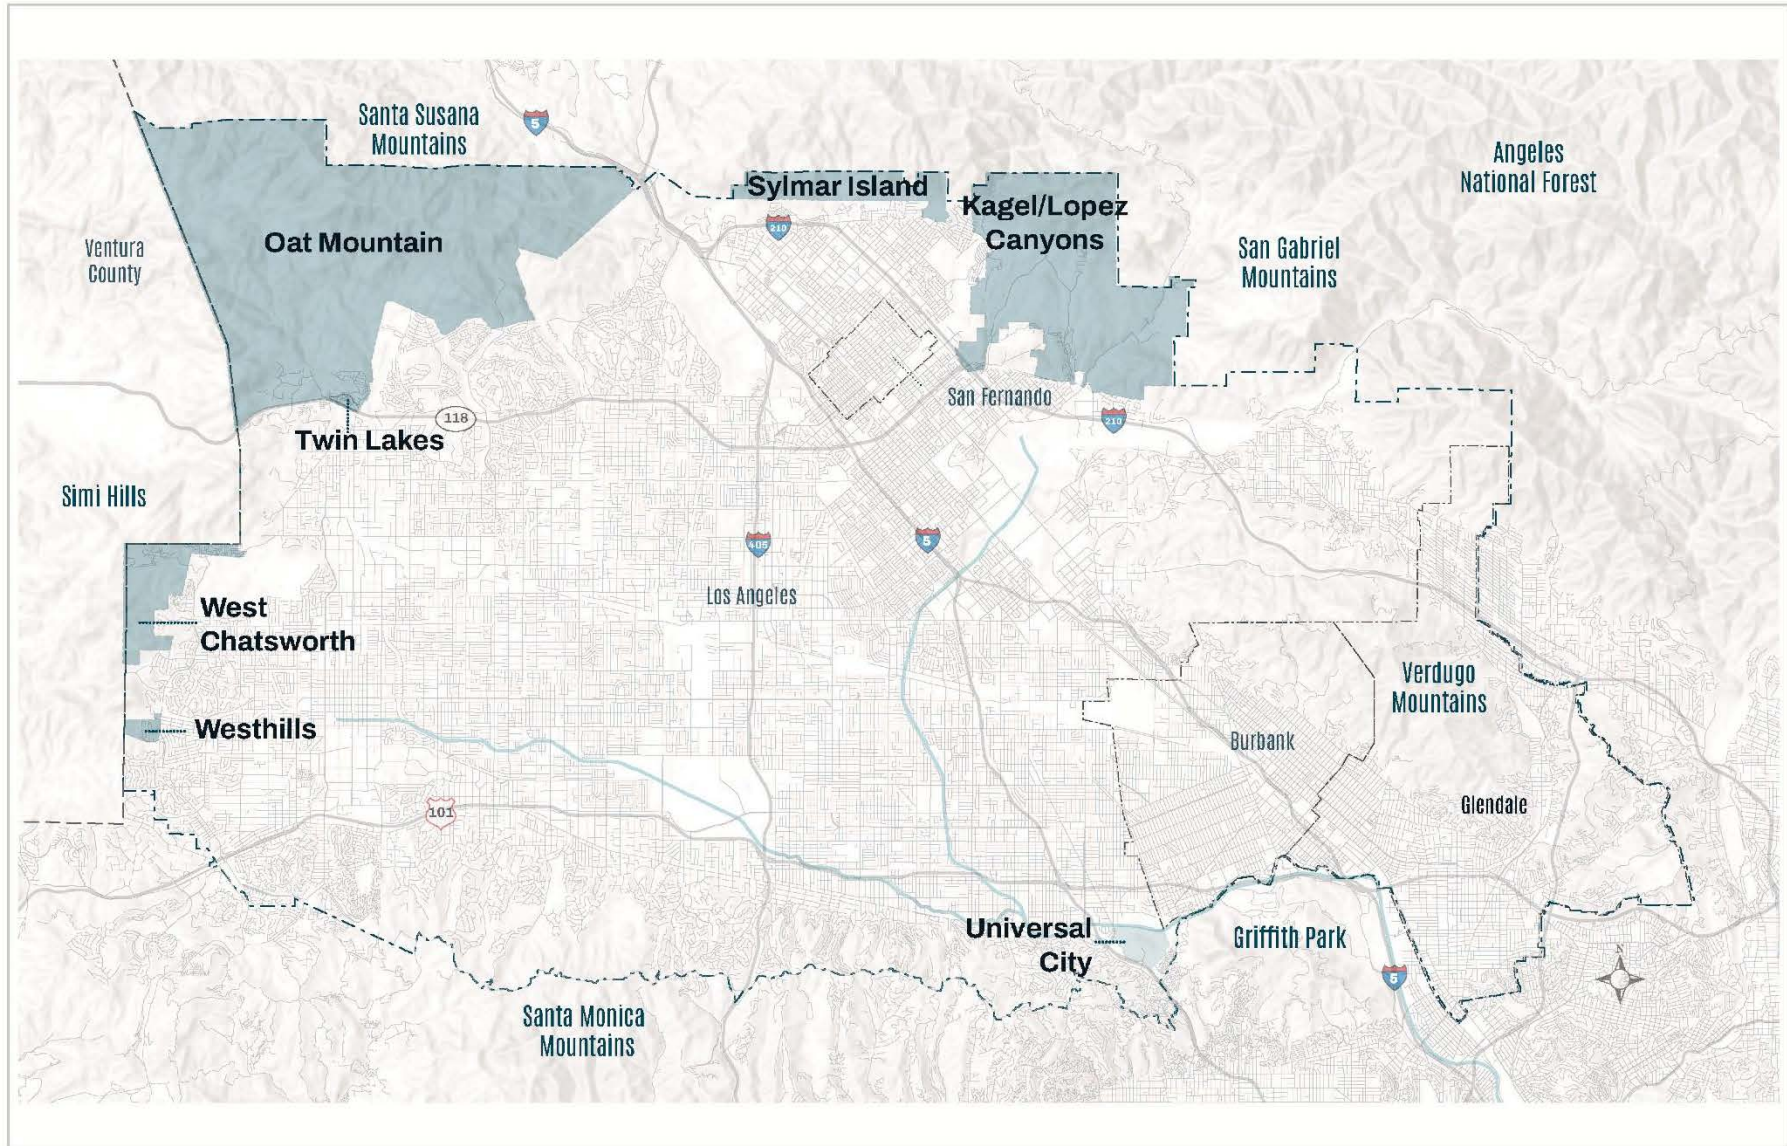 Santa Susana
Mountains
5
Angeles
National Forest
Sylmar Island
Kagel/Lopez
Canyons
210
Oat Mountain
Ventura
County
San Gabriel
Mountains
San Fernando
118
210
Twin Lakes
Simi Hills
405
5
West
Chatsworth
Los Angeles
Verdugo
Mountains
Westhills
Burbank
101
Glendale
Universal
City
Griffith Park
N
5
Santa Monica
Mountains